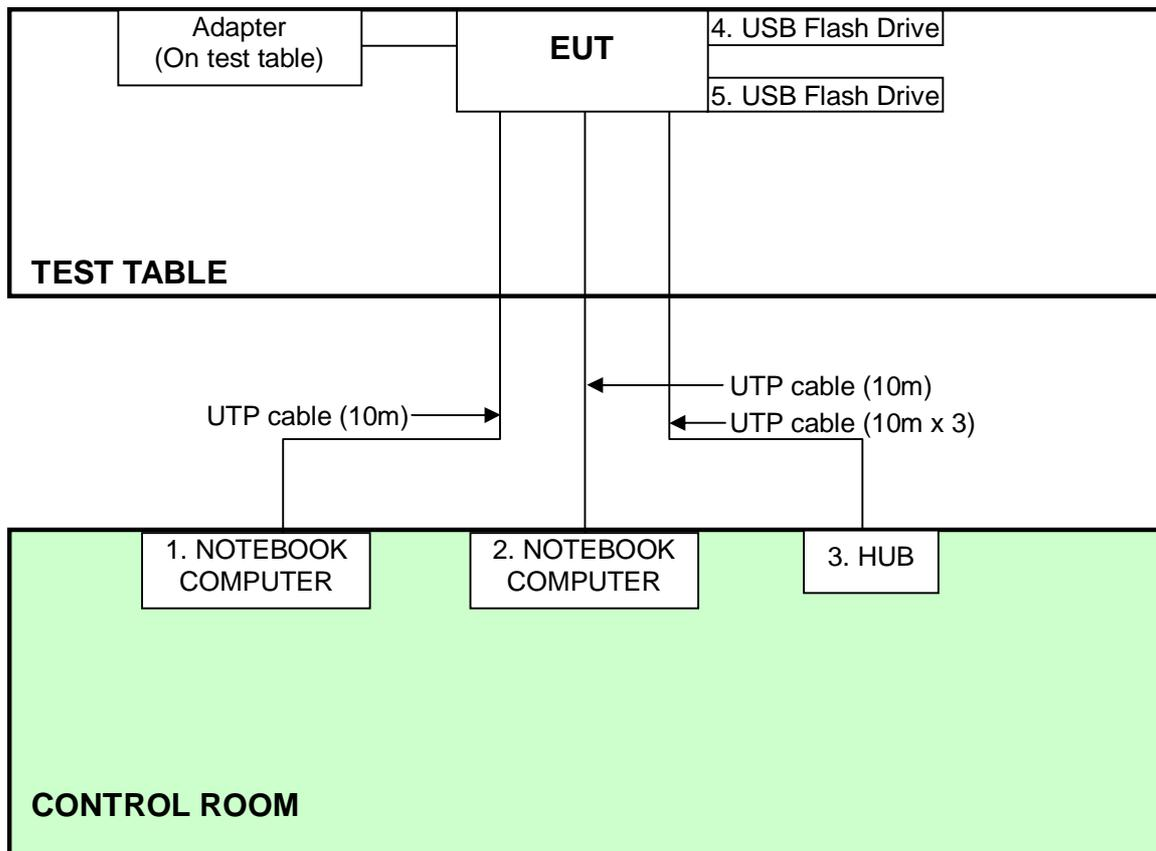 Adapter
(On test table)
EUT
4. USB Flash Drive
5. USB Flash Drive
TEST TABLE
UTP cable (10m)
UTP cable (10m)
UTP cable (10m x 3)
1. NOTEBOOK
COMPUTER
2. NOTEBOOK
COMPUTER
3. HUB
CONTROL ROOM